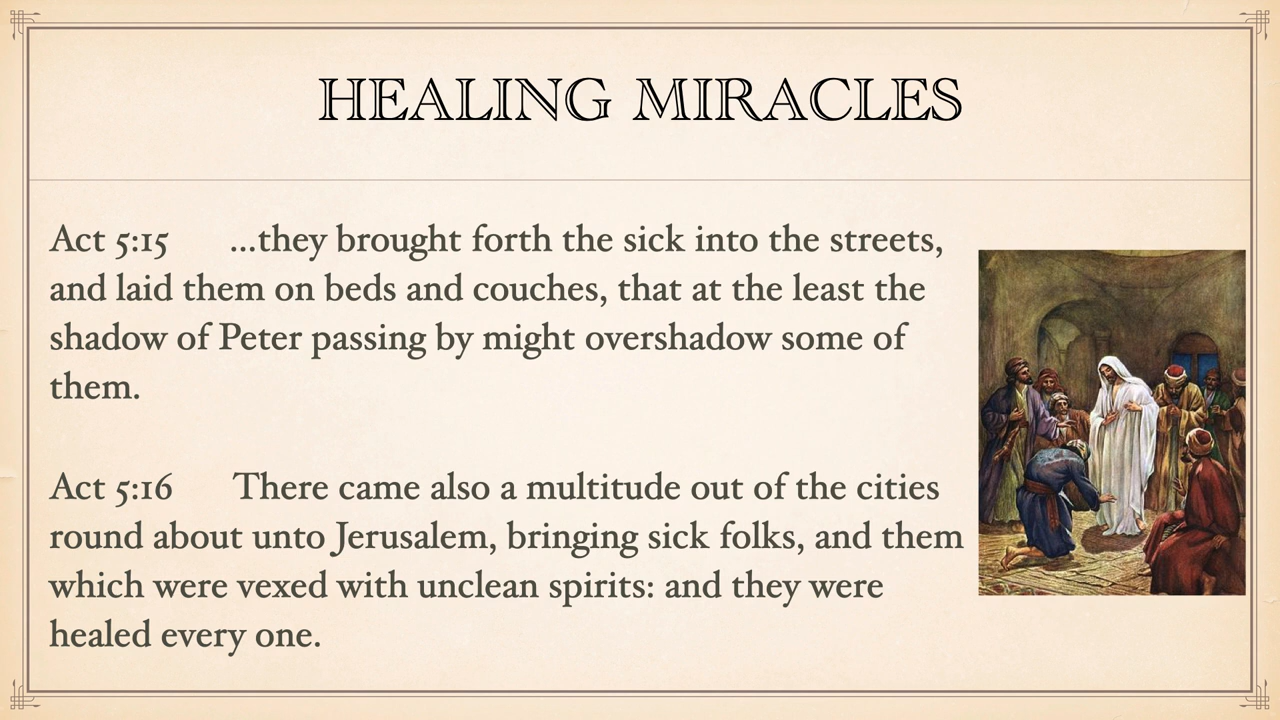 HEALING MIRACLES
Act 5:15 ...they brought forth the sick into the streets,
and laid them on beds and couches, that at the least the
shadow of Peter passing by might overshadow some of
them.
Act 5:16 There came also a multitude out of the cities
round about unto Jerusalem, bringing sick folks, and them
which were vexed with unclean spirits: and they were
healed every one.